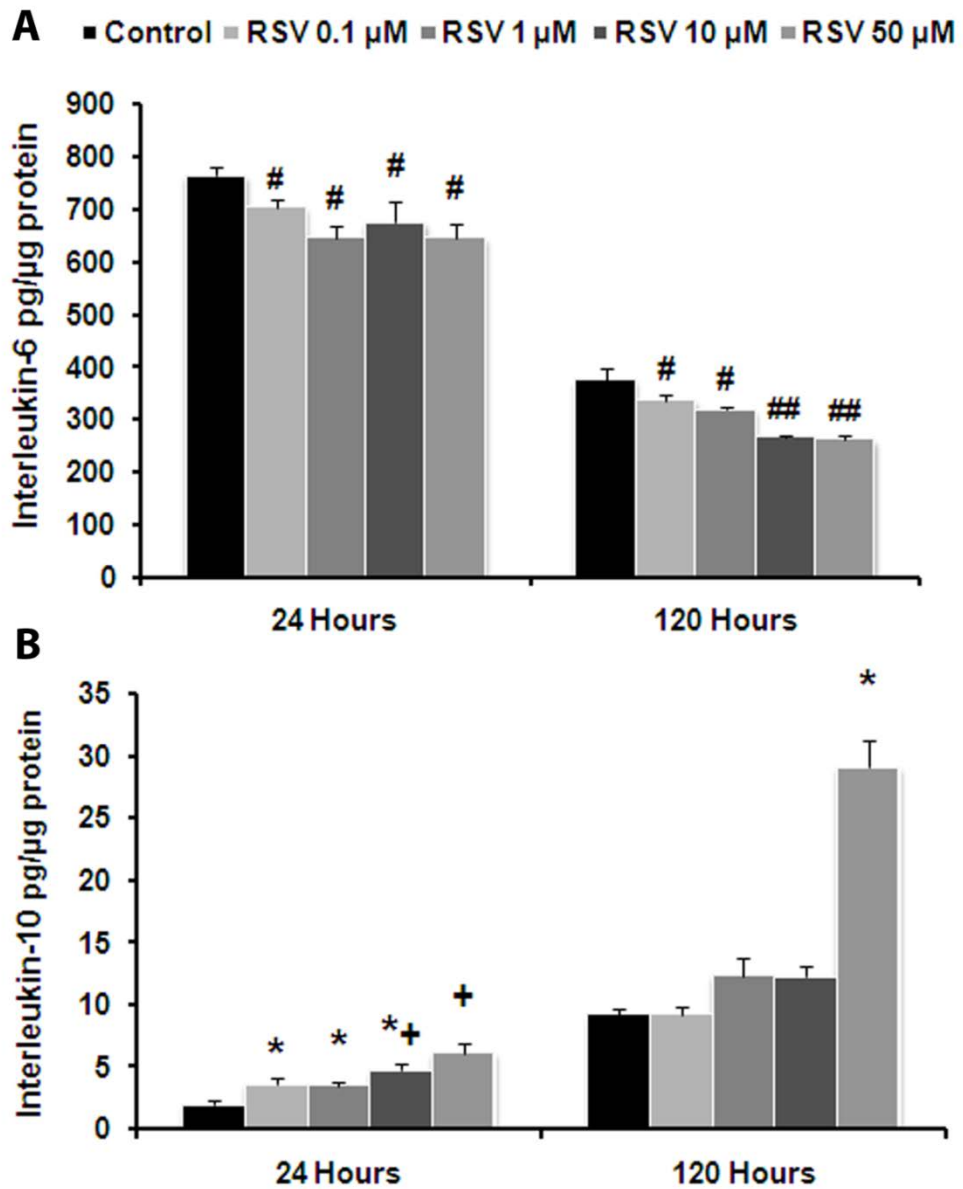 A
Control RSV 0.1 µM RSV 1 µM RSV 10 µM RSV 50 µM
Interleukin-6 pg/µg protein
900
800
700
600
500
400
300
200
100
0
# # # #
# # ## ##
24 Hours 120 Hours
B
Interleukin-10 pg/µg protein
35
30
25
20
15
10
5
0
* * *+ +
*
24 Hours 120 Hours